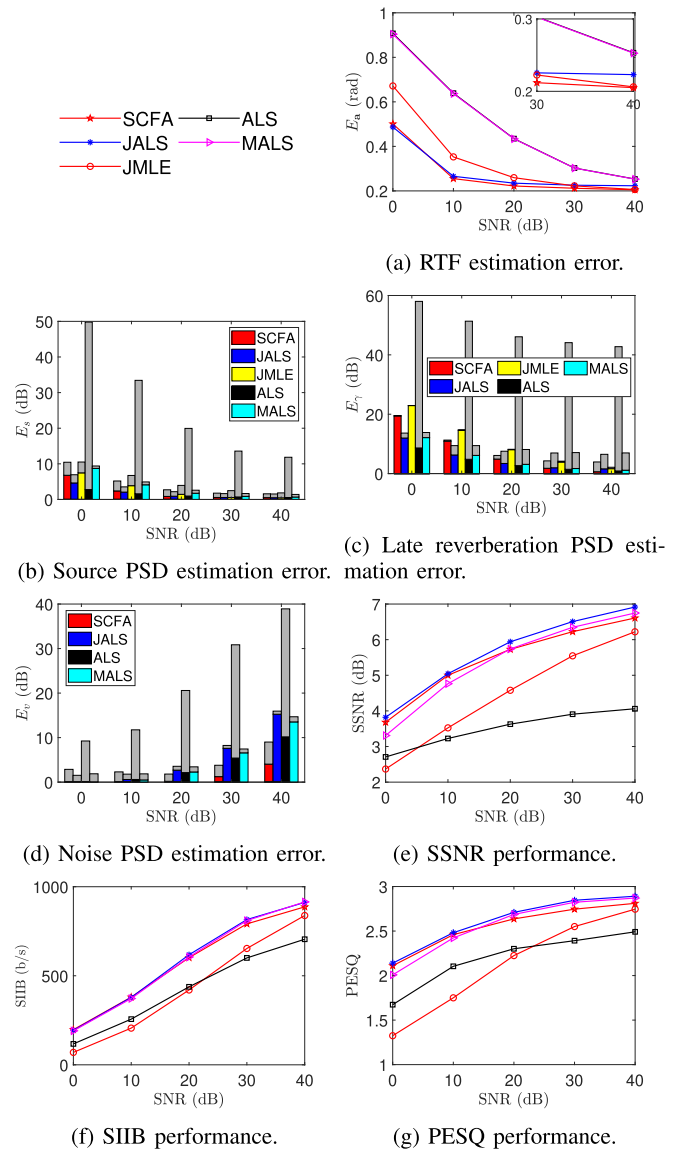 SCFA ALS
JALS MALS
JMLE
1
0.8
0.6
0.4
0.2
E_a (rad)
0.3
0.2
30 40
0 10 20 30 40
SNR (dB)
(a) RTF estimation error.
50
40
30
20
10
0
E_s (dB)
SCFA
JALS
JMLE
ALS
MALS
0 10 20 30 40
SNR (dB)
(b) Source PSD estimation error.
60
40
20
0
E_γ (dB)
SCFA JMLE MALS
JALS ALS
0 10 20 30 40
SNR (dB)
(c) Late reverberation PSD esti-
mation error.
40
30
20
10
0
E_v (dB)
SCFA
JALS
ALS
MALS
0 10 20 30 40
SNR (dB)
(d) Noise PSD estimation error.
7
6
5
4
3
2
SSNR (dB)
0 10 20 30 40
SNR (dB)
(e) SSNR performance.
1000
500
0
SIIB (b/s)
0 10 20 30 40
SNR (dB)
(f) SIIB performance.
3
2.5
2
1.5
1
PESQ
0 10 20 30 40
SNR (dB)
(g) PESQ performance.